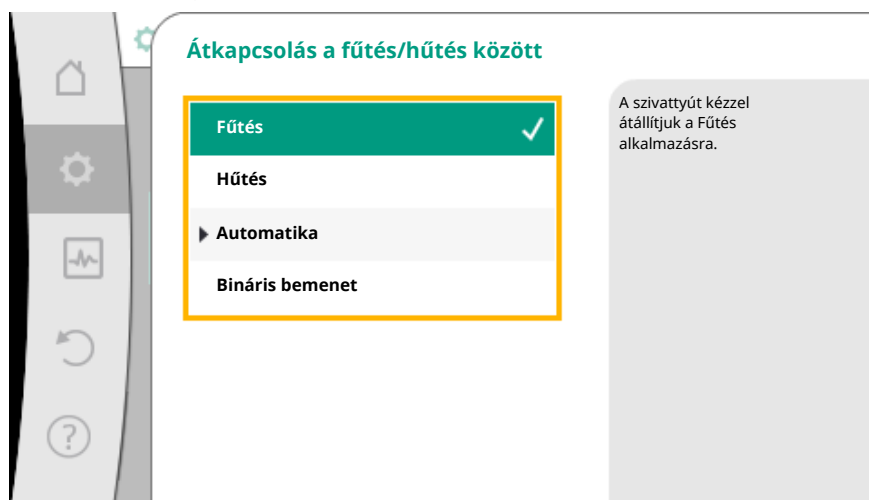 Átkapcsolás a fűtés/hűtés között
Fűtés
Hűtés
Automatika
Bináris bemenet
A szivattyút kézzel
átállítjuk a Fűtés
alkalmazásra.
?